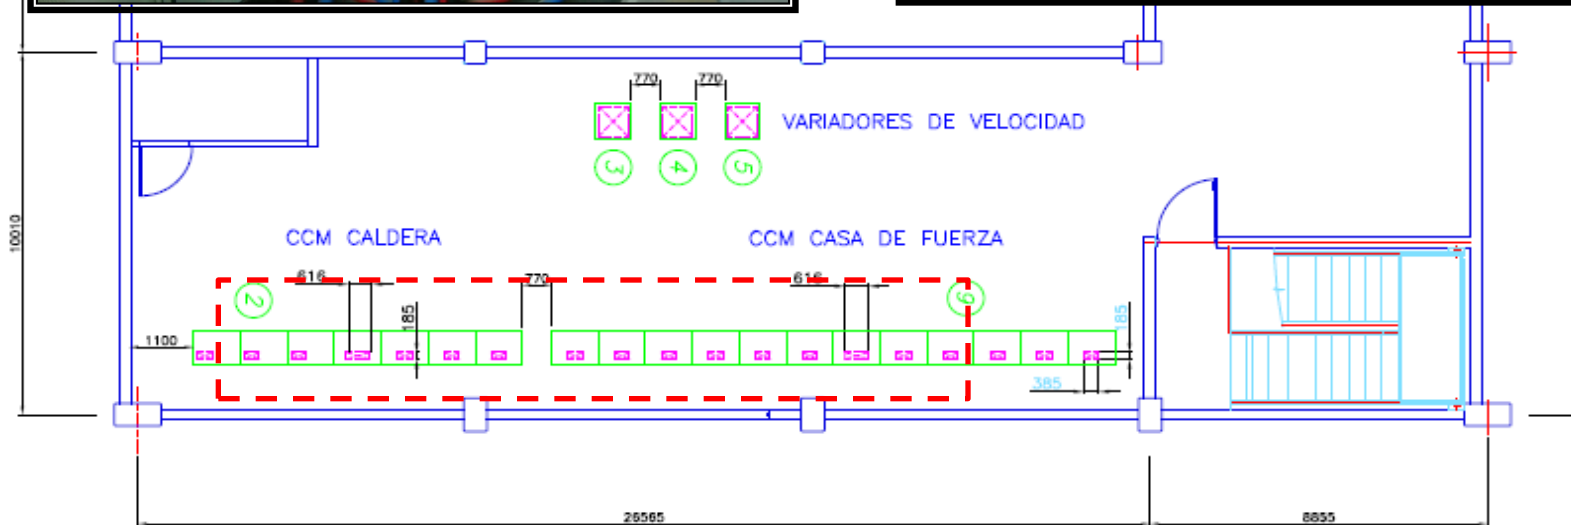 770 770
VARIADORES DE VELOCIDAD
3 4 5
10010
CCM CALDERA CCM CASA DE FUERZA
616 770 616
2 9
185 185
1100
385
26565 8855